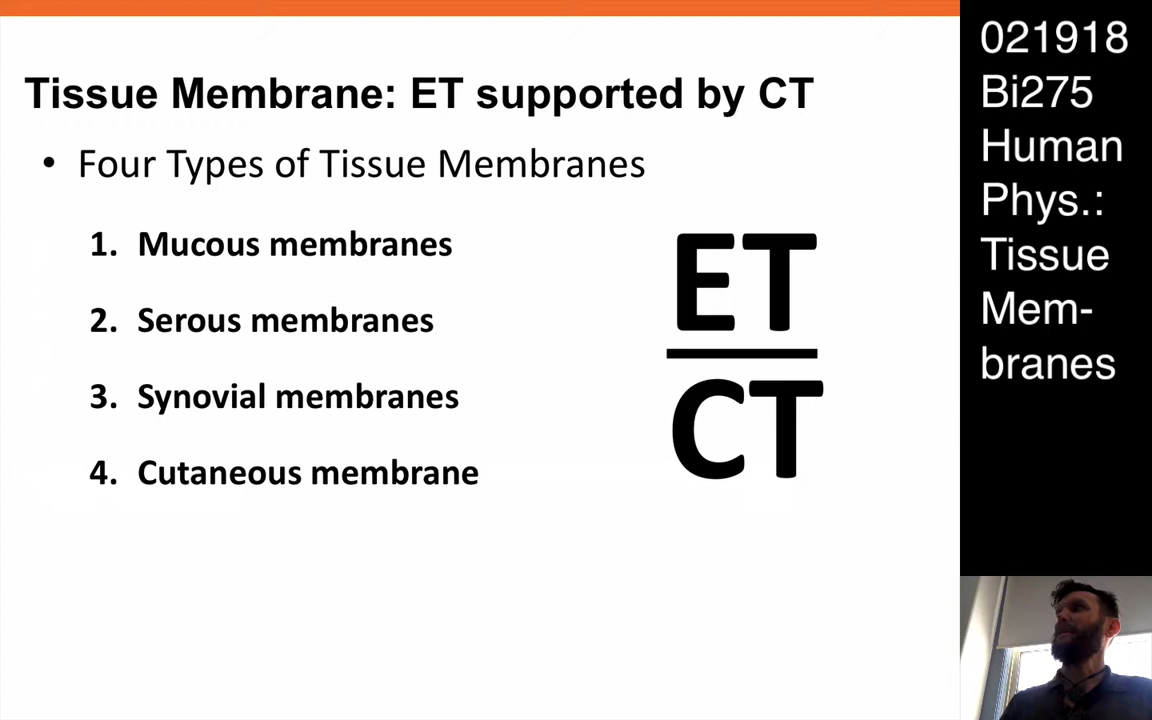 Tissue Membrane: ET supported by CT
• Four Types of Tissue Membranes
1. Mucous membranes
2. Serous membranes
3. Synovial membranes
4. Cutaneous membrane
ET
CT
021918
Bi275
Human
Phys.:
Tissue
Mem-
branes